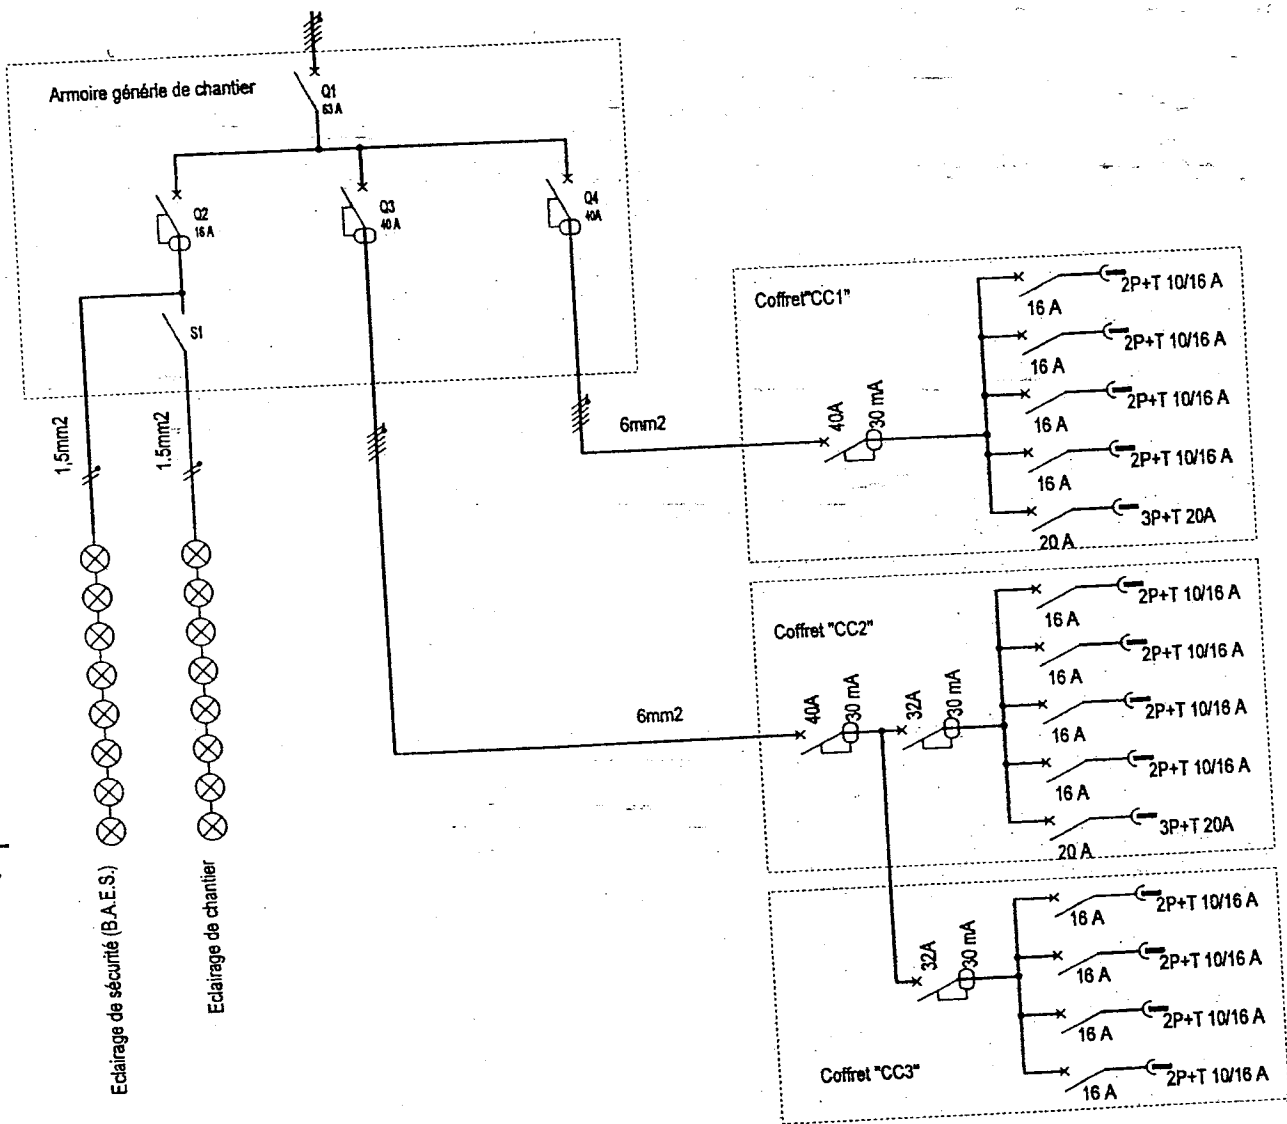 Armoire générle de chantier
Q1
63 A
Q2
16 A
Q3
40 A
Q4
40A
S1
1,5mm2
1.5mm2
6mm2
6mm2
Eclairage de sécurité (B.A.E.S.)
Eclairage de chantier
Coffret"CC1"
40A
30 mA
16 A
2P+T 10/16 A
16 A
2P+T 10/16 A
16 A
2P+T 10/16 A
16 A
2P+T 10/16 A
20 A
3P+T 20A
Coffret "CC2"
40A
30 mA
32A
30 mA
16 A
2P+T 10/16 A
16 A
2P+T 10/16 A
16 A
2P+T 10/16 A
16 A
2P+T 10/16 A
20 A
3P+T 20A
Coffret "CC3"
32A
30 mA
16 A
2P+T 10/16 A
16 A
2P+T 10/16 A
16 A
2P+T 10/16 A
16 A
2P+T 10/16 A